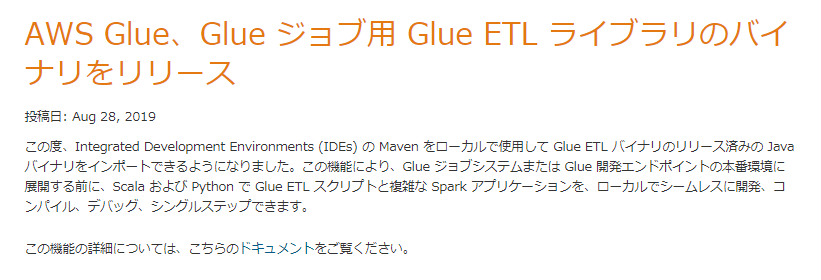 AWS Glue、Glue ジョブ用 Glue ETL ライブラリのバイ
ナリをリリース
投稿日: Aug 28, 2019
この度、Integrated Development Environments (IDEs) の Maven をローカルで使用して Glue ETL バイナリのリリース済みの Java
バイナリをインポートできるようになりました。この機能により、Glue ジョブシステムまたは Glue 開発エンドポイントの本番環境に
展開する前に、Scala および Python で Glue ETL スクリプトと複雑な Spark アプリケーションを、ローカルでシームレスに開発、コ
ンパイル、デバッグ、シングルステップできます。
この機能の詳細については、こちらのドキュメントをご覧ください。